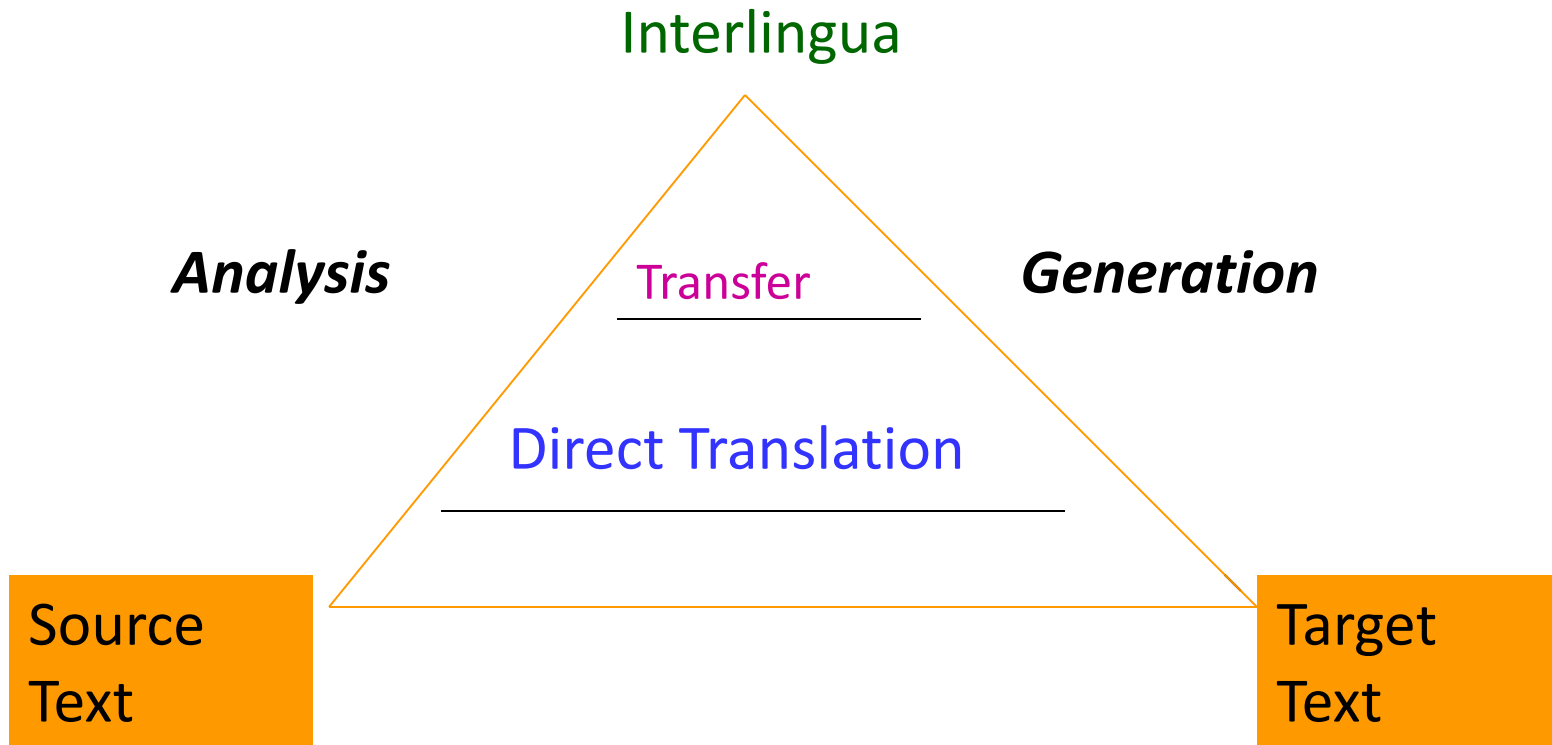 Interlingua
Analysis
Transfer
Generation
Direct Translation
Source
Text
Target
Text